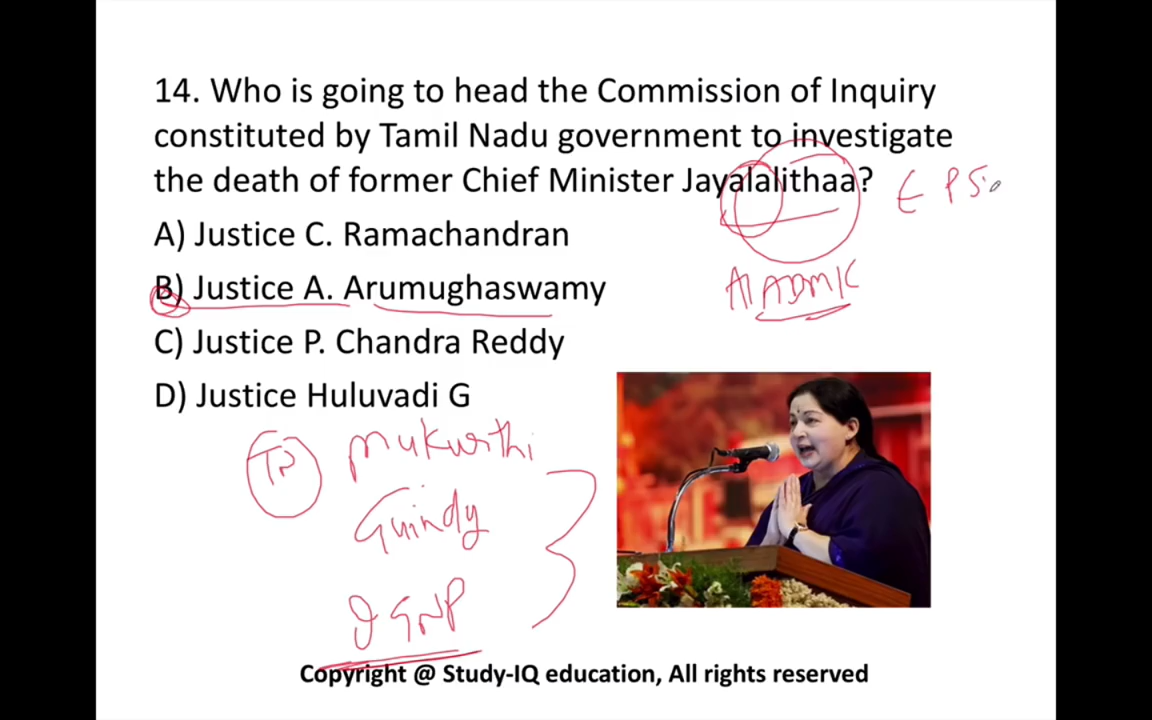 14. Who is going to head the Commission of Inquiry
constituted by Tamil Nadu government to investigate
the death of former Chief Minister Jayalalithaa?
EPS
A) Justice C. Ramachandran
B) Justice A. Arumughaswamy
AIADMK
C) Justice P. Chandra Reddy
D) Justice Huluvadi G
Mukurthi
Guindy
IGNP
Copyright @ Study-IQ education, All rights reserved